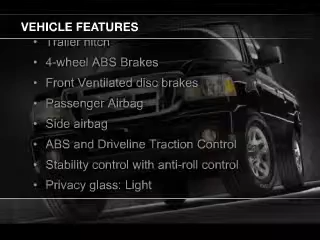 VEHICLE FEATURES
• Trailer hitch
• 4-wheel ABS Brakes
• Front Ventilated disc brakes
• Passenger Airbag
• Side airbag
• ABS and Driveline Traction Control
• Stability control with anti-roll control
• Privacy glass: Light